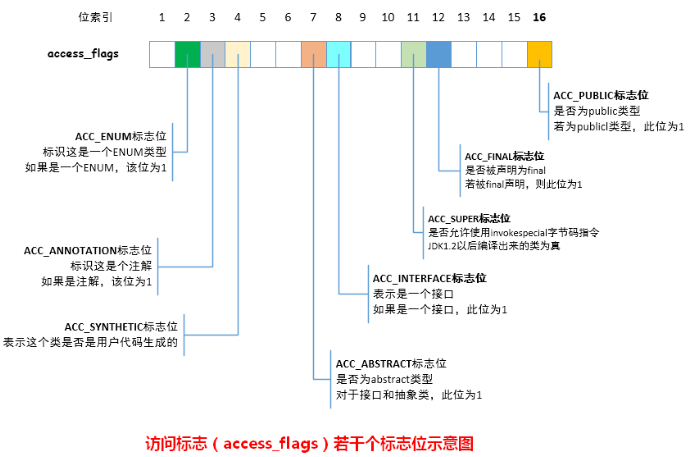 位索引 1 2 3 4 5 6 7 8 9 10 11 12 13 14 15 16
access_flags
ACC_PUBLIC标志位
是否为public类型
若为publicl类型，此位为1
ACC_ENUM标志位
标识这是一个ENUM类型
如果是一个ENUM，该位为1
ACC_FINAL标志位
是否被声明为final
若被final声明，则此位为1
ACC_SUPER标志位
是否允许使用invokespecial字节码指令
JDK1.2以后编译出来的类为真
ACC_ANNOTATION标志位
标识这是个注解
如果是注解，该位为1
ACC_INTERFACE标志位
表示是一个接口
如果是一个接口，此位为1
ACC_SYNTHETIC标志位
表示这个类是否是用户代码生成的
ACC_ABSTRACT标志位
是否为abstract类型
对于接口和抽象类，此位为1
访问标志（access_flags）若干个标志位示意图